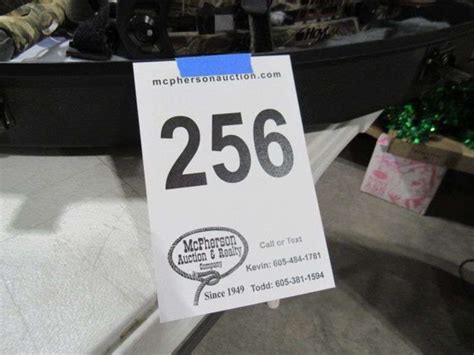 HOYT
mcphersonauction.com
256
McPherson
Auction & Realty
Company
Since 1949
Call or Text
Kevin: 605-484-1781
Todd: 605-381-1594